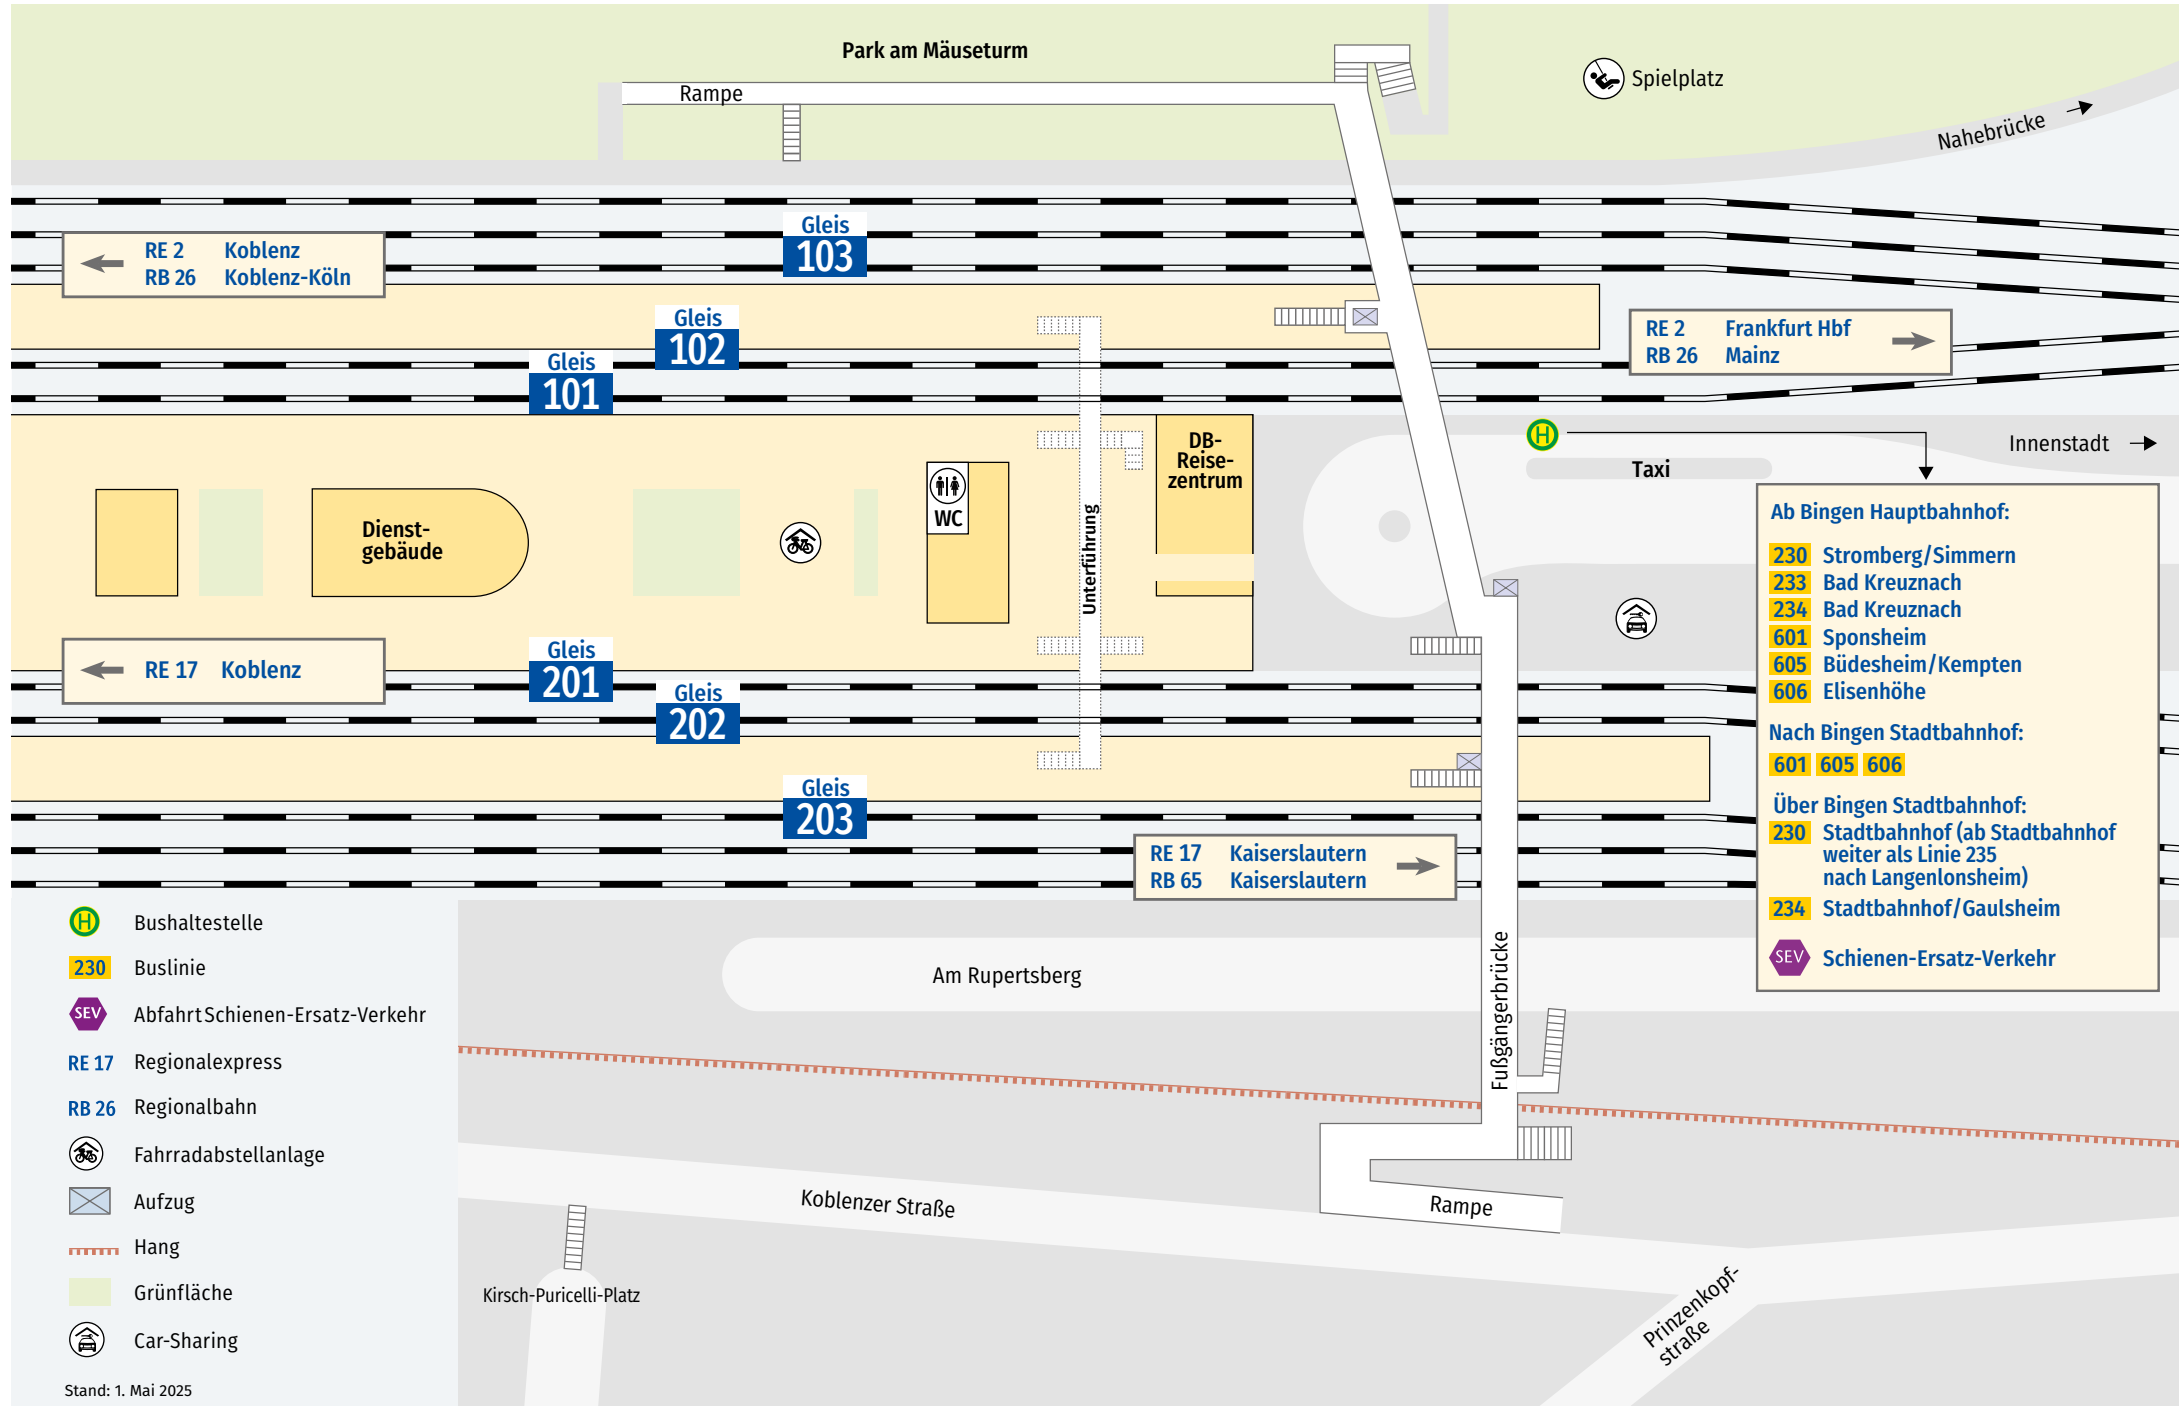 Park am Mäuseturm
Rampe
Spielplatz
Nahebrücke
Gleis
103
RE 2 Koblenz
RB 26 Koblenz-Köln
Gleis
102
RE 2 Frankfurt Hbf
RB 26 Mainz
Gleis
101
H
Innenstadt
Taxi
DB-
Reise-
zentrum
WC
Dienst-
gebäude
Unterführung
Ab Bingen Hauptbahnhof:
230 Stromberg/Simmern
233 Bad Kreuznach
234 Bad Kreuznach
601 Sponsheim
605 Büdesheim/Kempten
606 Elisenhöhe
Nach Bingen Stadtbahnhof:
601 605 606
Über Bingen Stadtbahnhof:
230 Stadtbahnhof (ab Stadtbahnhof
weiter als Linie 235
nach Langenlonsheim)
234 Stadtbahnhof/Gaulsheim
SEV Schienen-Ersatz-Verkehr
RE 17 Koblenz
Gleis
201
Gleis
202
Gleis
203
RE 17 Kaiserslautern
RB 65 Kaiserslautern
Fußgängerbrücke
Am Rupertsberg
Koblenzer Straße
Rampe
Kirsch-Puricelli-Platz
Prinzenkopf-
straße
H Bushaltestelle
230 Buslinie
SEV Abfahrt Schienen-Ersatz-Verkehr
RE 17 Regionalexpress
RB 26 Regionalbahn
Fahrradabstellanlage
Aufzug
Hang
Grünfläche
Car-Sharing
Stand: 1. Mai 2025